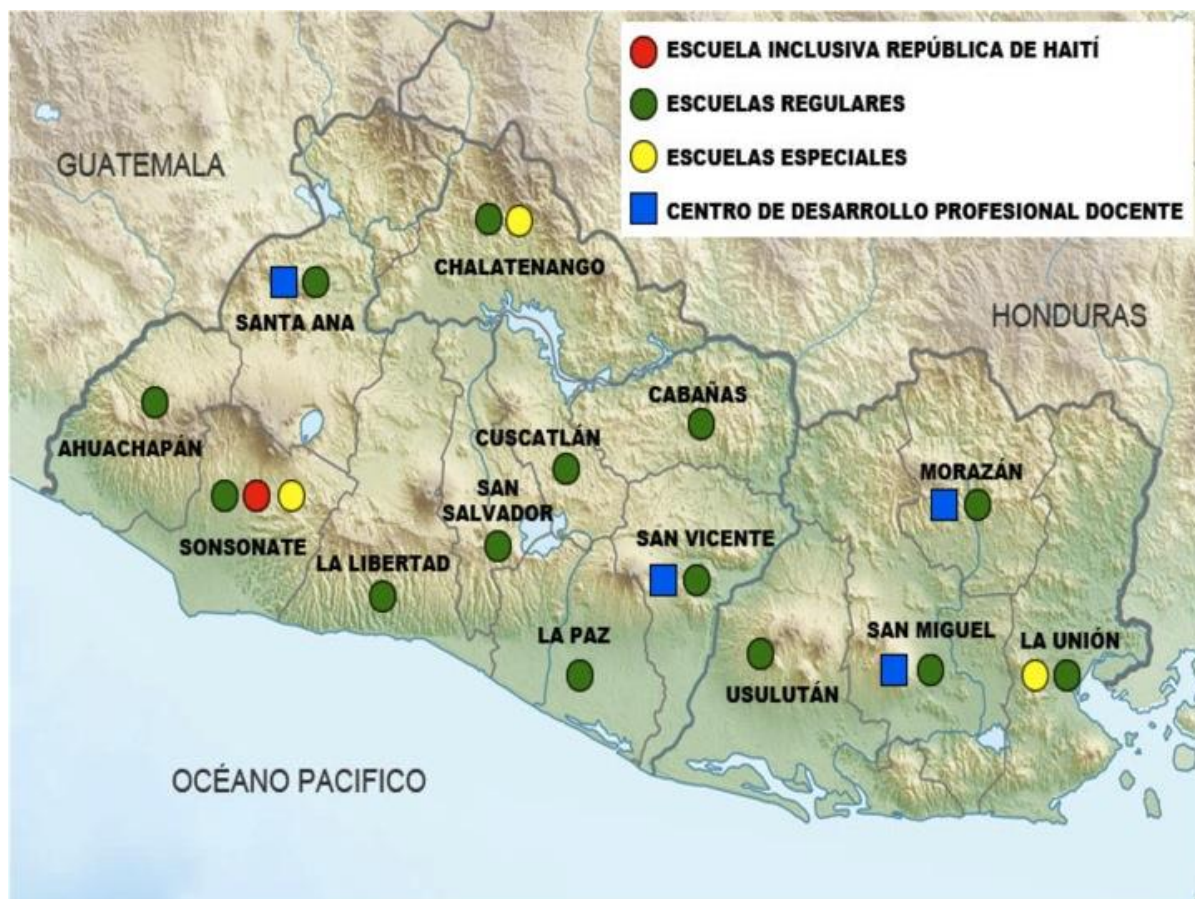 ESCUELA INCLUSIVA REPÚBLICA DE HAITÍ
ESCUELAS REGULARES
ESCUELAS ESPECIALES
CENTRO DE DESARROLLO PROFESIONAL DOCENTE
GUATEMALA
CHALATENANGO
HONDURAS
SANTA ANA
CABAÑAS
AHUACHAPÁN
CUSCATLÁN
MORAZÁN
SAN
SALVADOR
SONSONATE
SAN VICENTE
LA LIBERTAD
LA PAZ
SAN MIGUEL
LA UNIÓN
USULUTÁN
OCÉANO PACIFICO